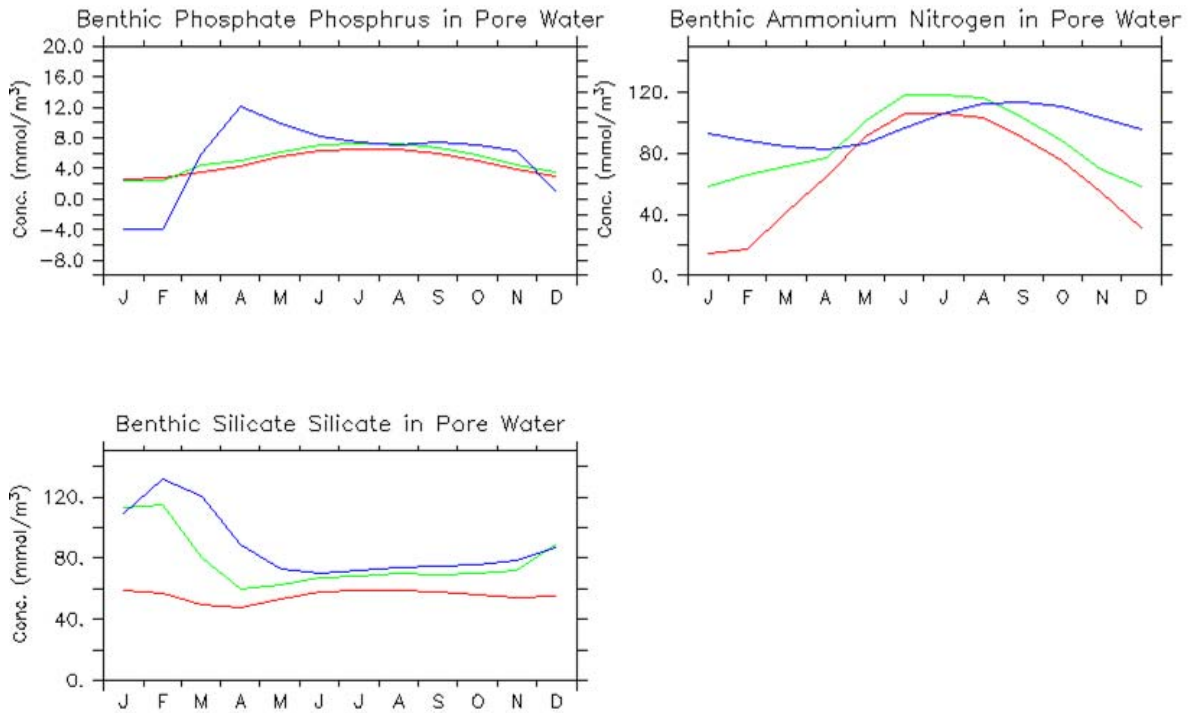 Benthic Phosphate Phosphrus in Pore Water
Conc. (mmol/m³)
20.0
16.0
12.0
8.0
4.0
0.0
−4.0
−8.0
J F M A M J J A S O N D
Benthic Ammonium Nitrogen in Pore Water
Conc. (mmol/m³)
120.
80.
40.
0.
J F M A M J J A S O N D
Benthic Silicate Silicate in Pore Water
Conc. (mmol/m³)
120.
80.
40.
0.
J F M A M J J A S O N D